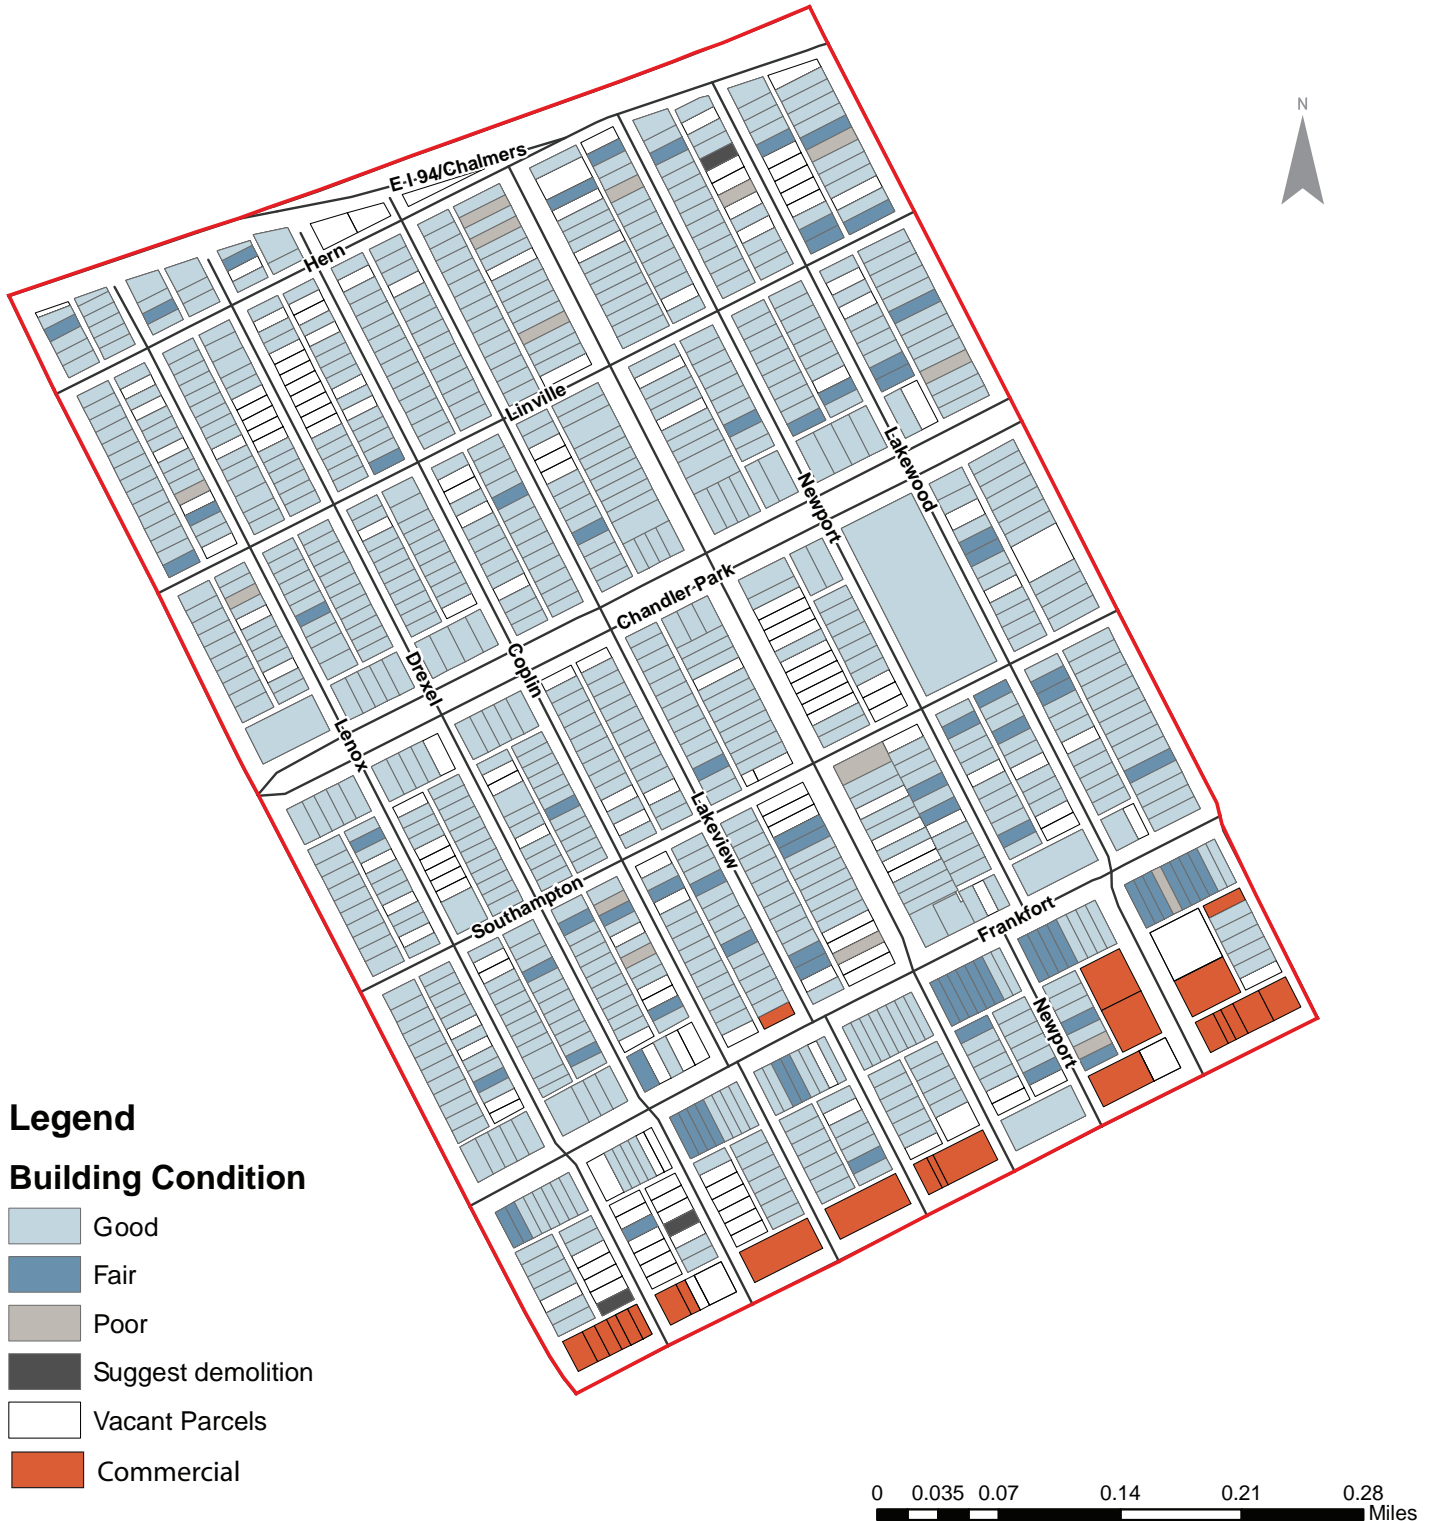 N
E-I-94/Chalmers
Hern
Linville
Lakewood
Newport
Chandler-Park
Coplin
Drexel
Lenox
Lakeview
Southampton
Frankfort
Newport
Legend
Building Condition
Good
Fair
Poor
Suggest demolition
Vacant Parcels
Commercial
0 0.035 0.07 0.14 0.21 0.28
Miles